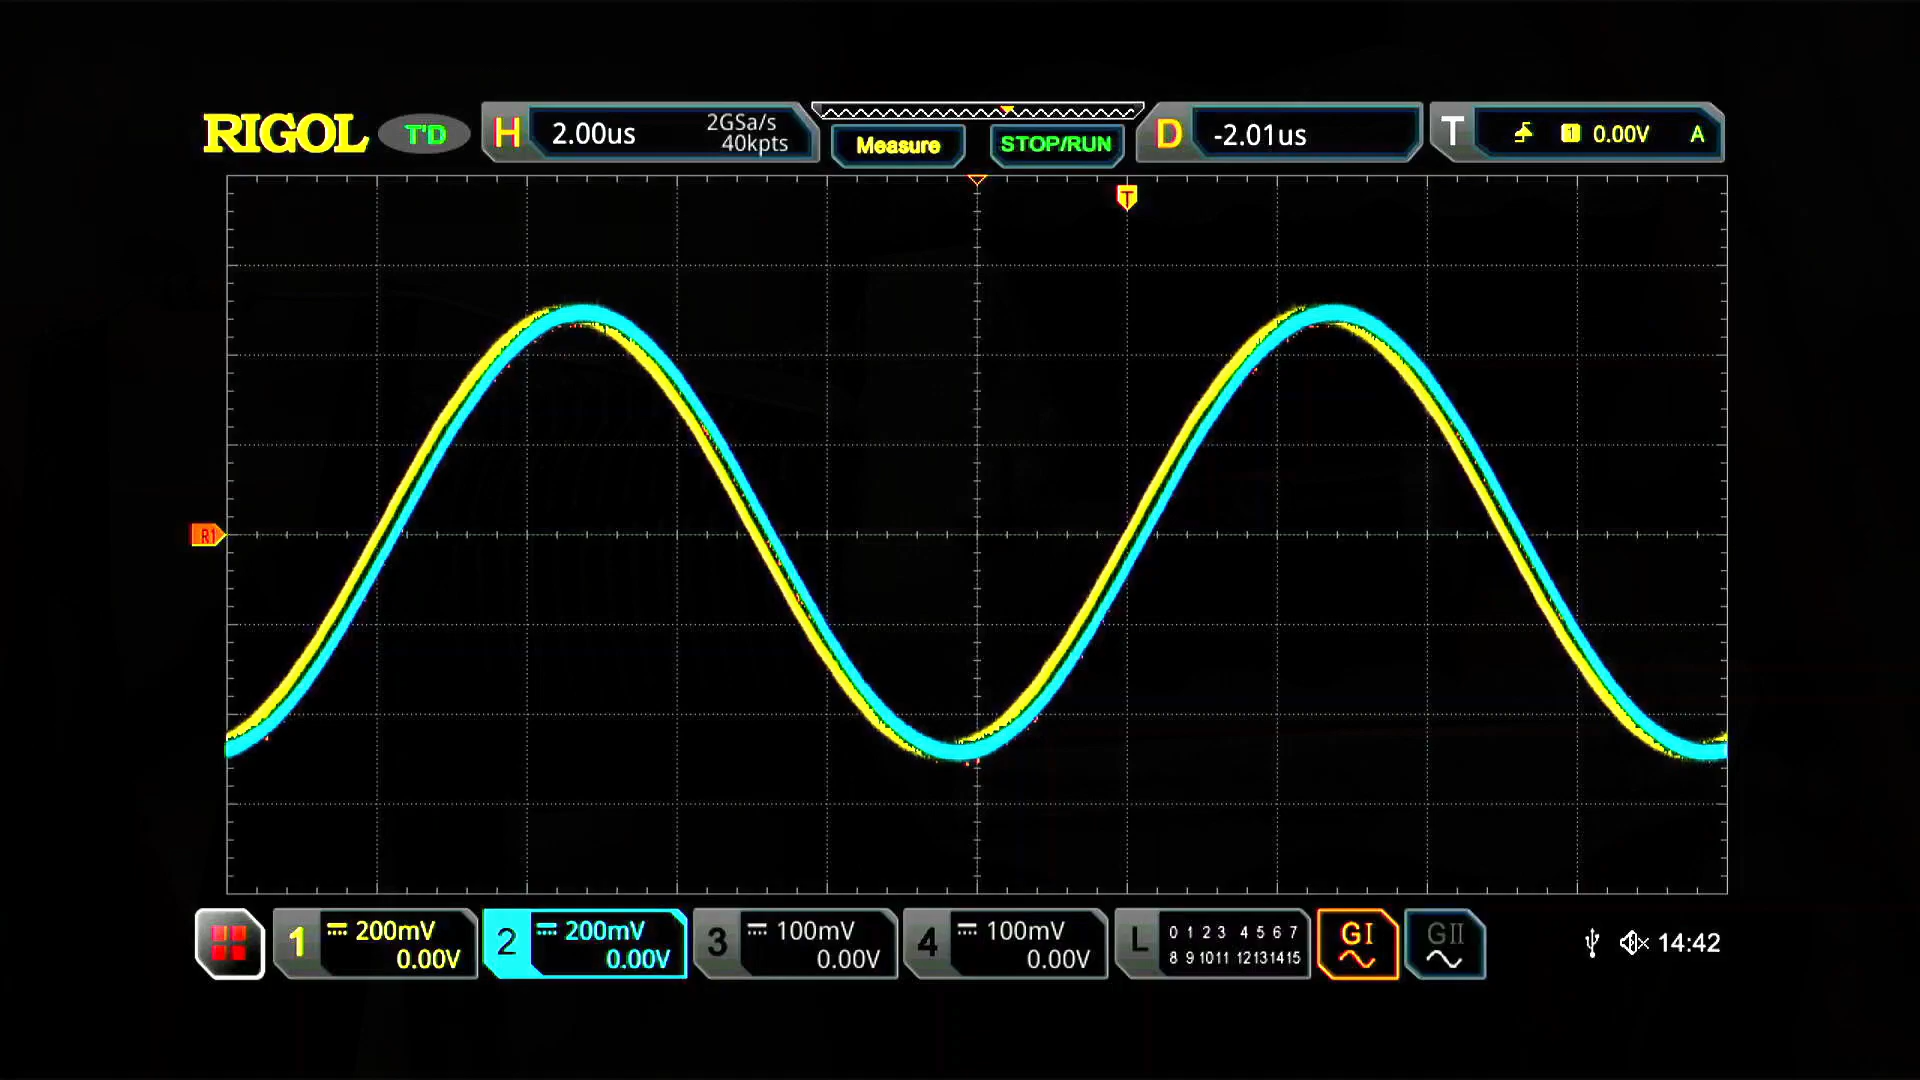 RIGOL
T'D
H 2.00us
2GSa/s
40kpts
Measure
STOP/RUN
D -2.01us
T 1 0.00V A
T
R1
1 200mV
0.00V
2 200mV
0.00V
3 100mV
0.00V
4 100mV
0.00V
L 0 1 2 3 4 5 6 7
8 9 10 11 12 13 14 15
GI
GII
14:42